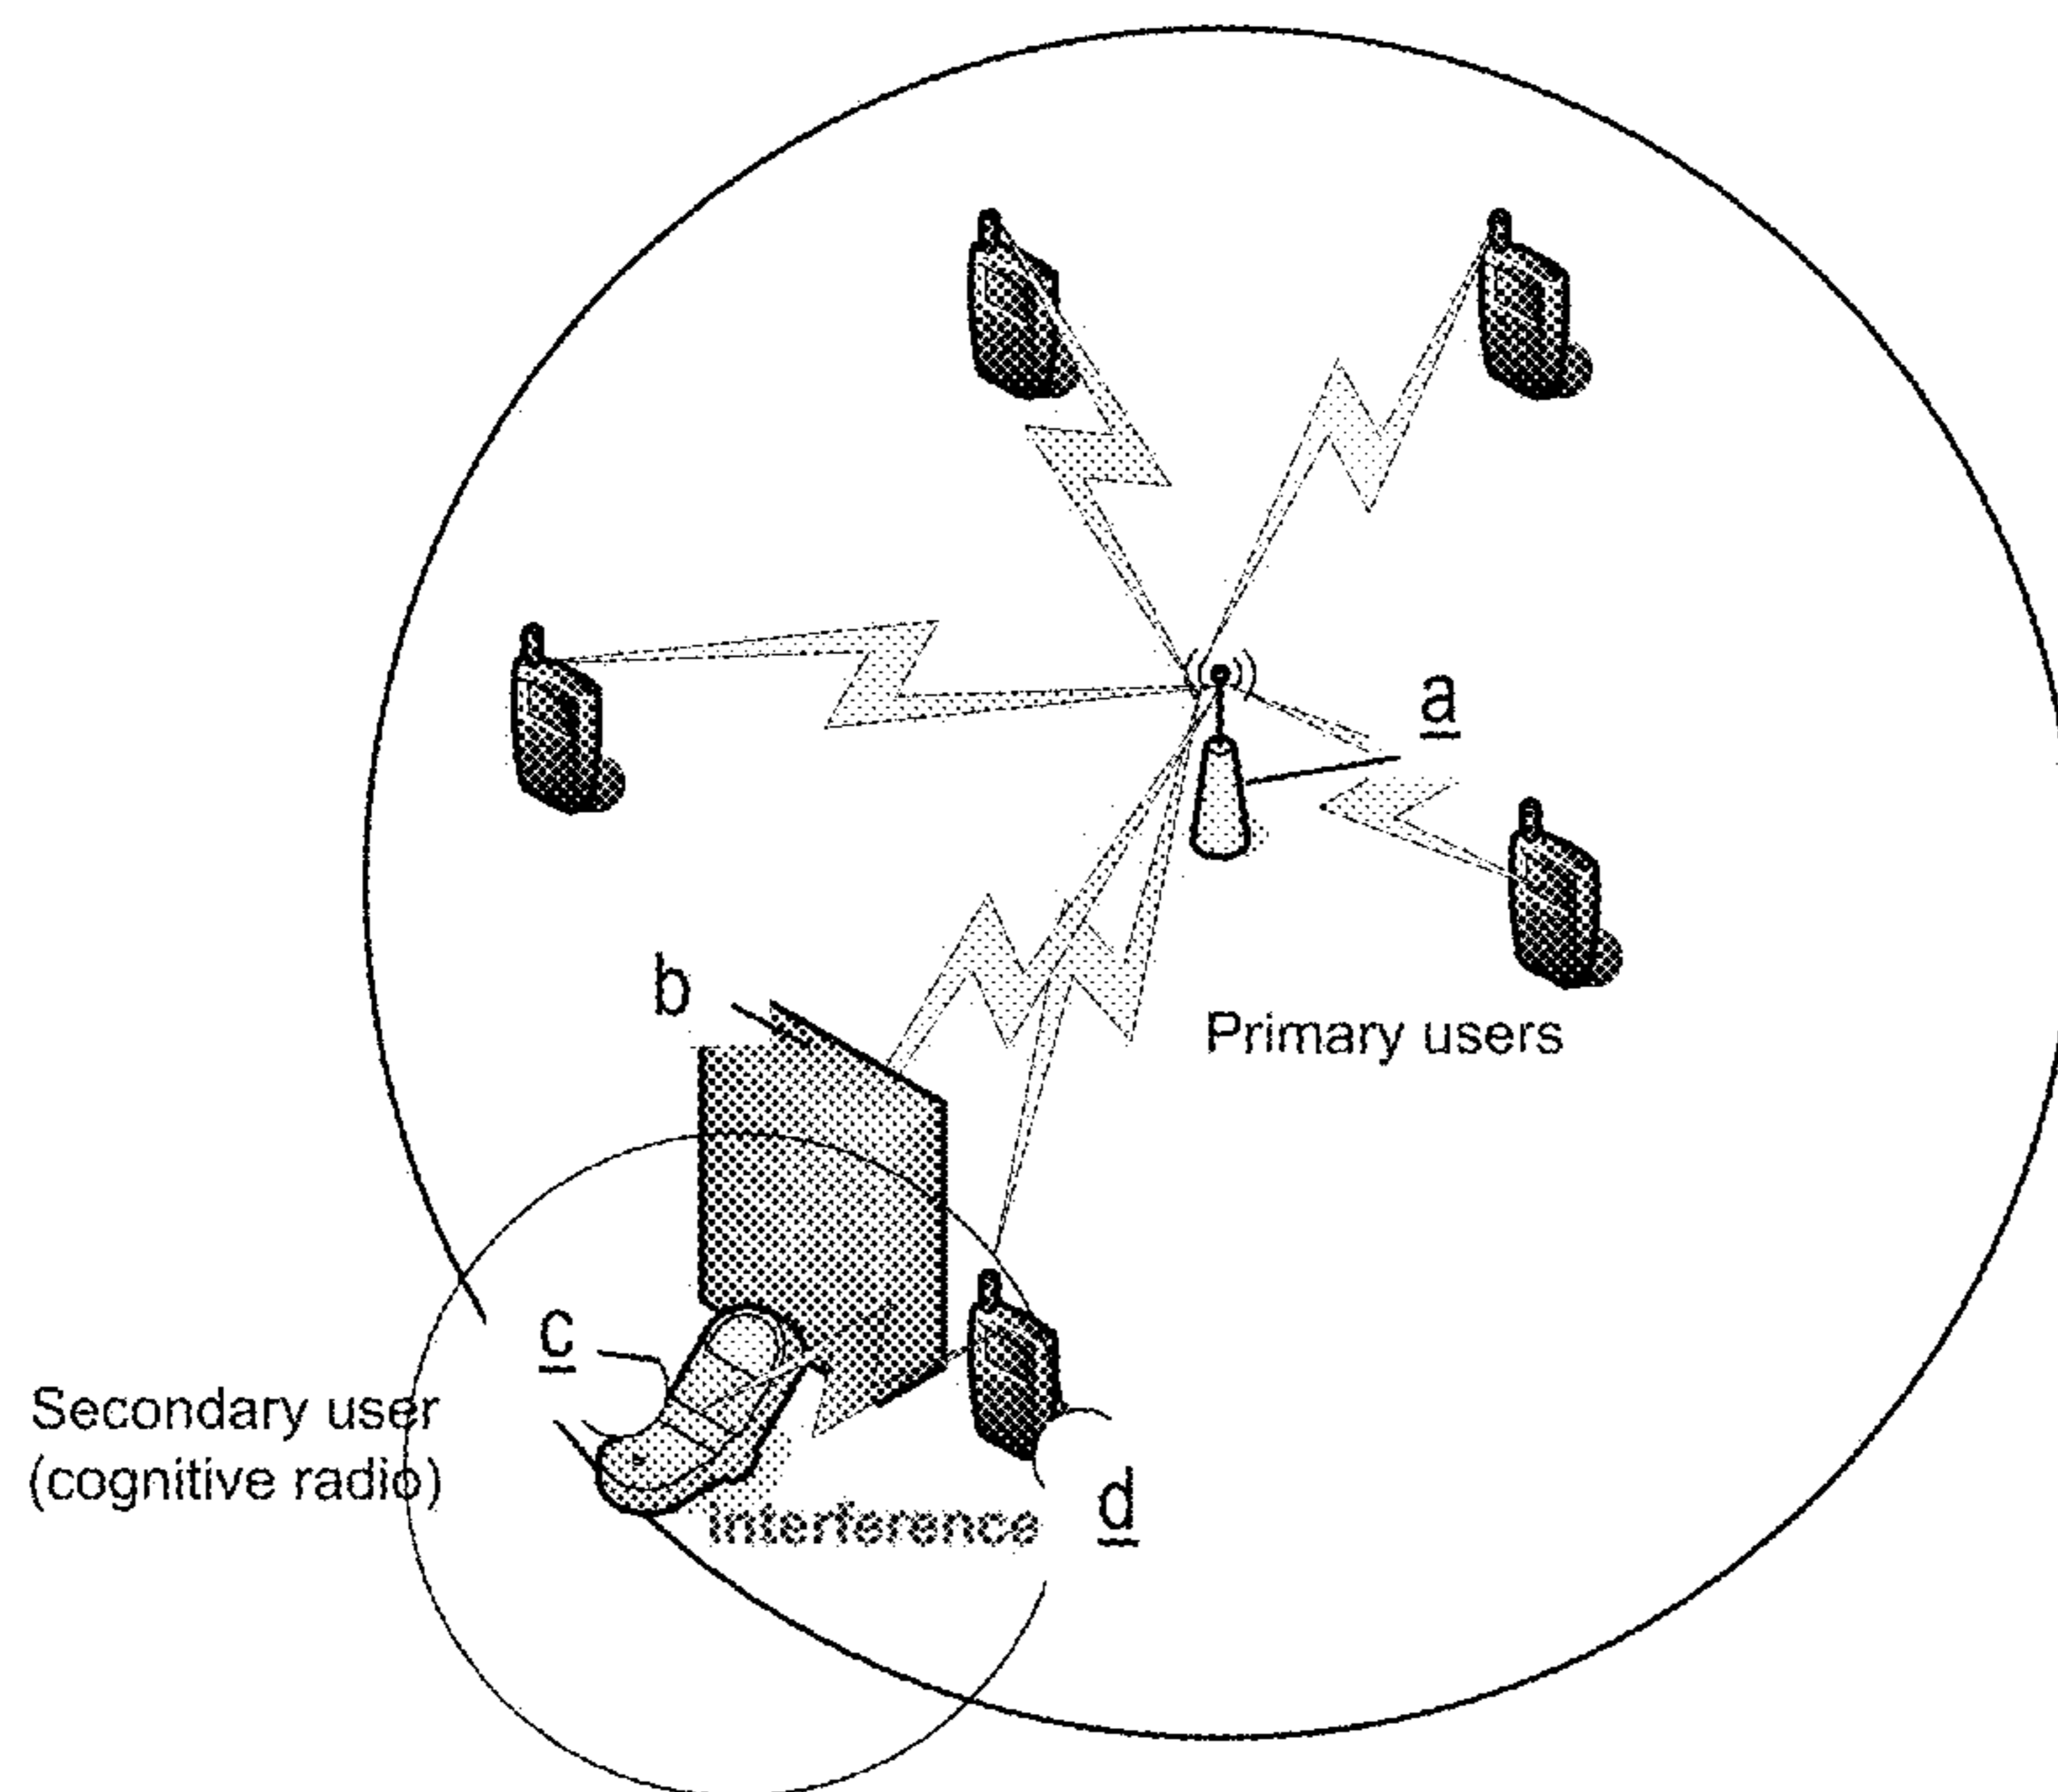 a
b
Primary users
c
Secondary user
(cognitive radio)
Interference
d